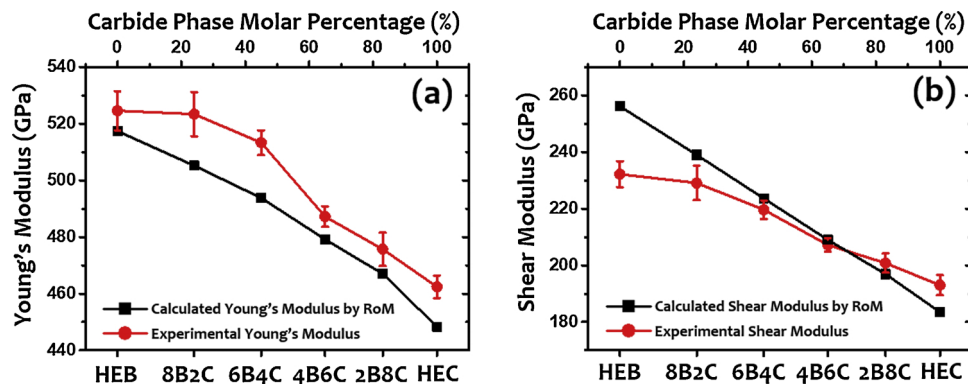 Carbide Phase Molar Percentage (%)
0 20 40 60 80 100
540
520
500
480
460
440
Young's Modulus (GPa)
(a)
Calculated Young's Modulus by RoM
Experimental Young's Modulus
HEB 8B2C 6B4C 4B6C 2B8C HEC
Carbide Phase Molar Percentage (%)
0 20 40 60 80 100
260
240
220
200
180
Shear Modulus (GPa)
(b)
Calculated Shear Modulus by RoM
Experimental Shear Modulus
HEB 8B2C 6B4C 4B6C 2B8C HEC